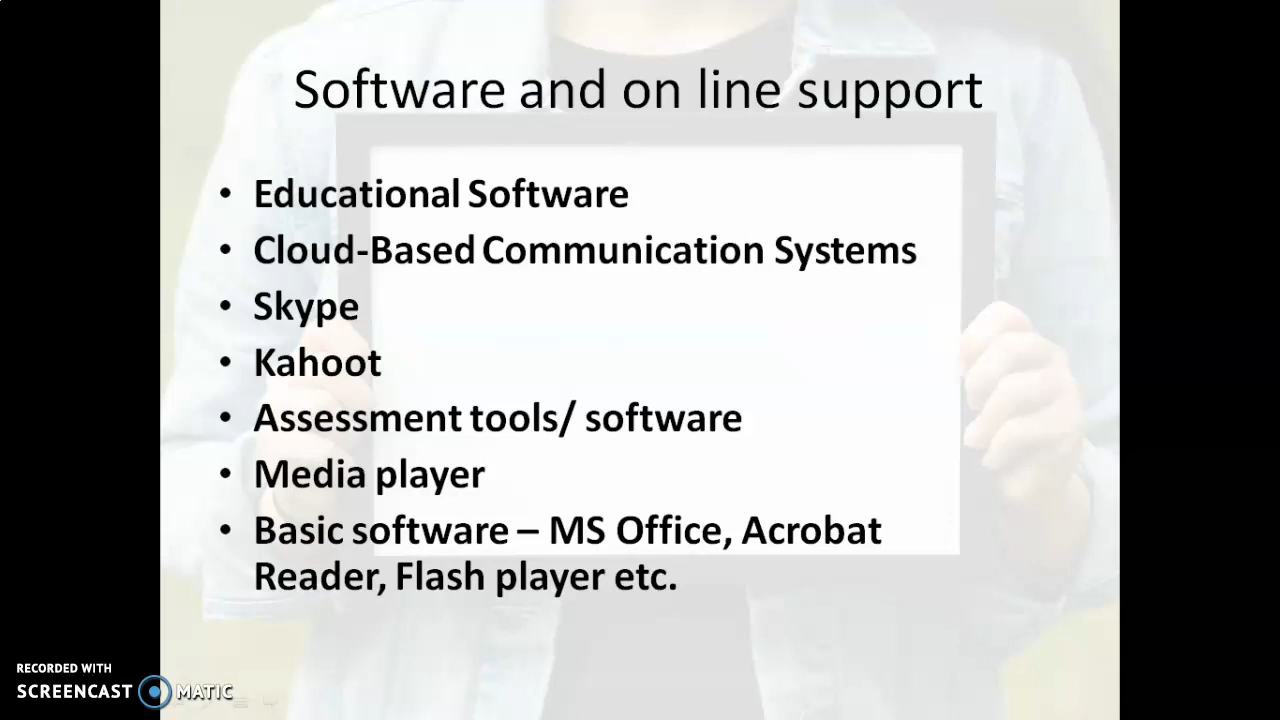 Software and on line support
• Educational Software
• Cloud-Based Communication Systems
• Skype
• Kahoot
• Assessment tools/ software
• Media player
• Basic software – MS Office, Acrobat
Reader, Flash player etc.
RECORDED WITH
SCREENCAST MATIC